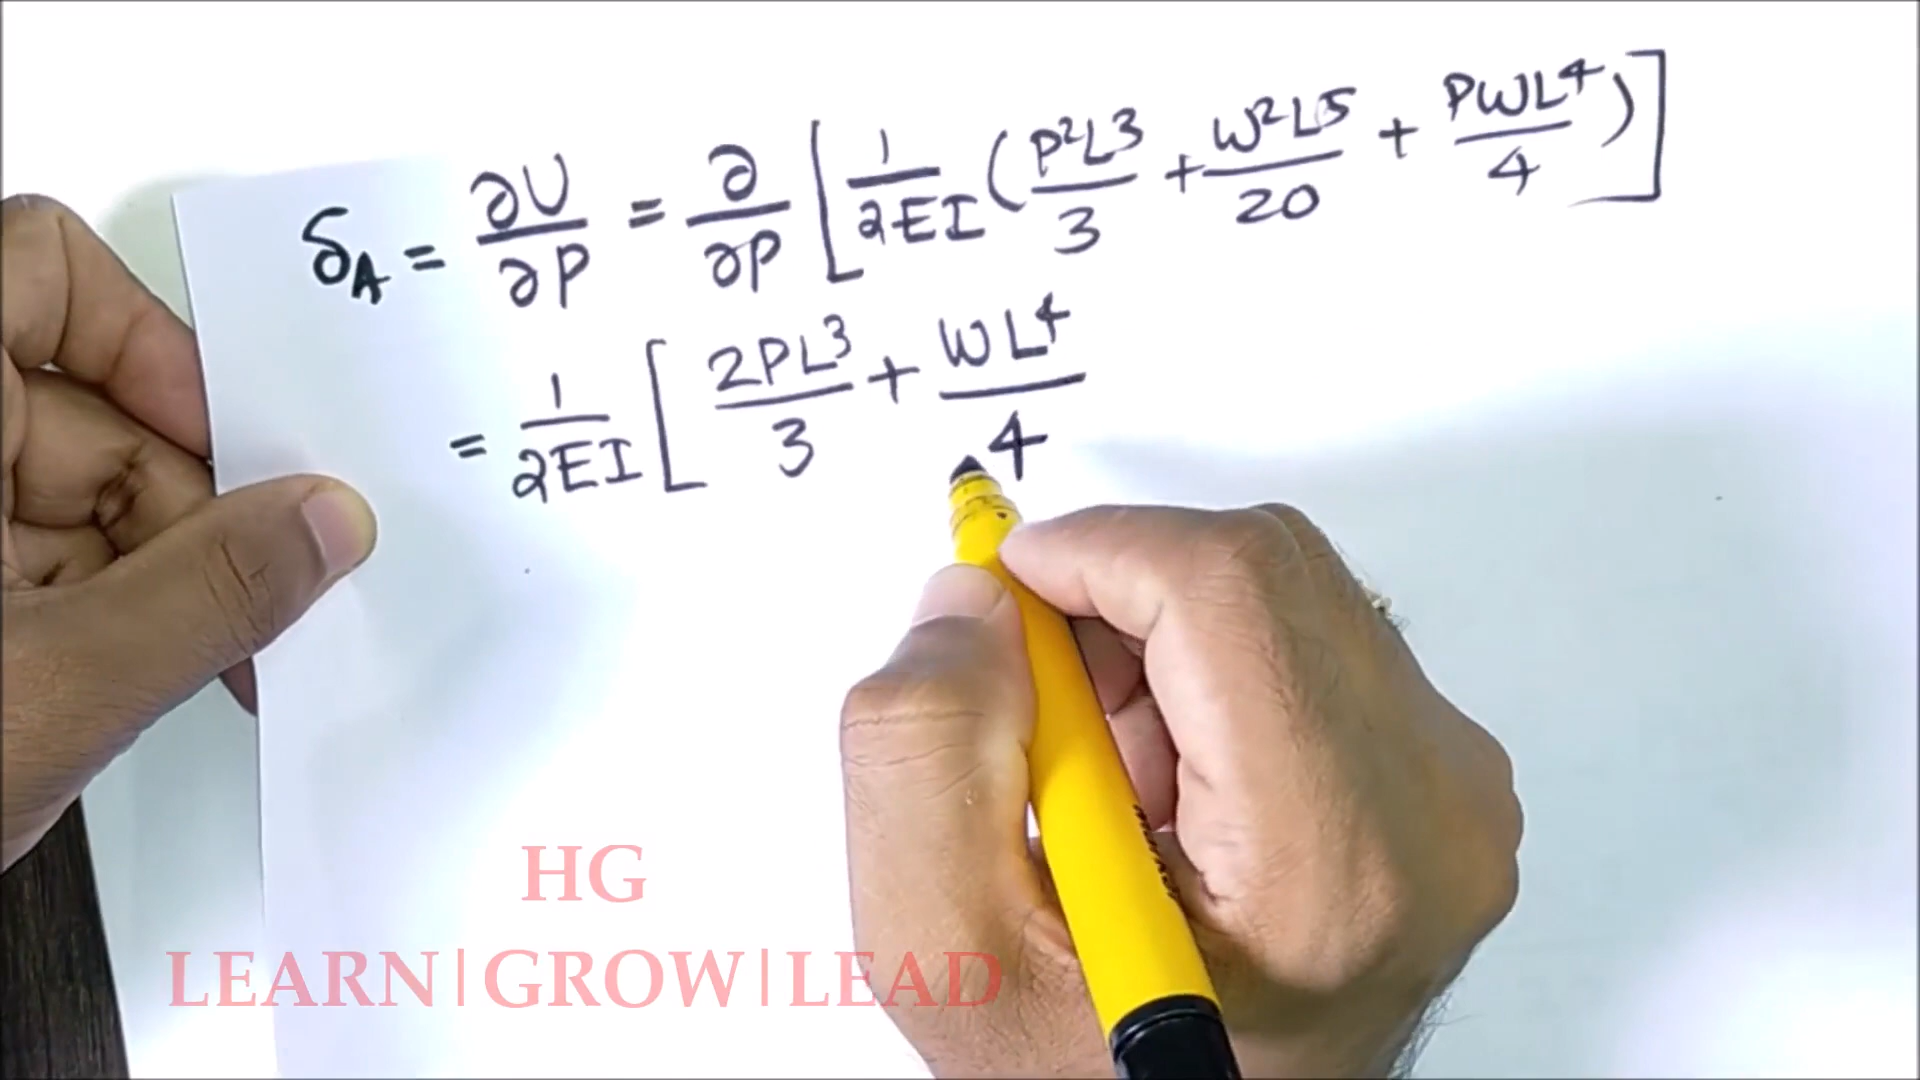 δA = ∂U/∂P = ∂/∂P [1/2EI (P²L3/3 + W²L5/20 + PWL4/4)]
= 1/2EI [2PL3/3 + WL4/4
HG
LEARN|GROW|LEAD